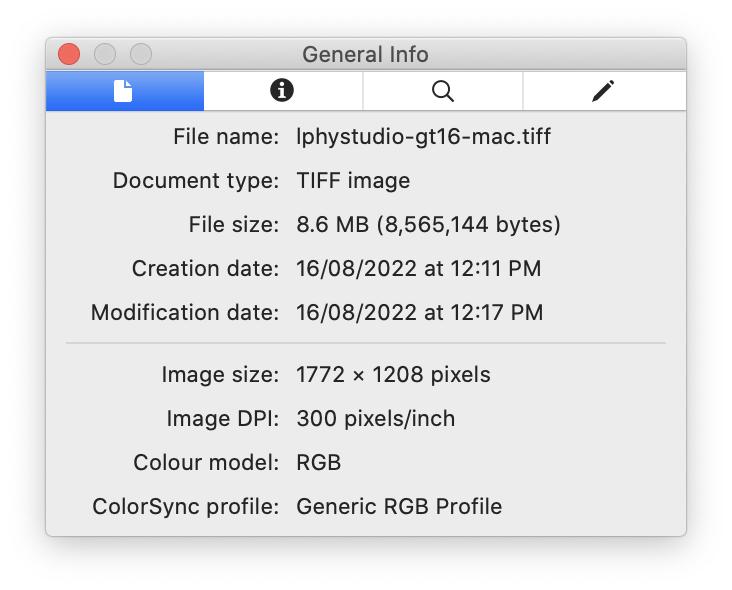 General Info
File name: lphystudio-gt16-mac.tiff
Document type: TIFF image
File size: 8.6 MB (8,565,144 bytes)
Creation date: 16/08/2022 at 12:11 PM
Modification date: 16/08/2022 at 12:17 PM
Image size: 1772 × 1208 pixels
Image DPI: 300 pixels/inch
Colour model: RGB
ColorSync profile: Generic RGB Profile